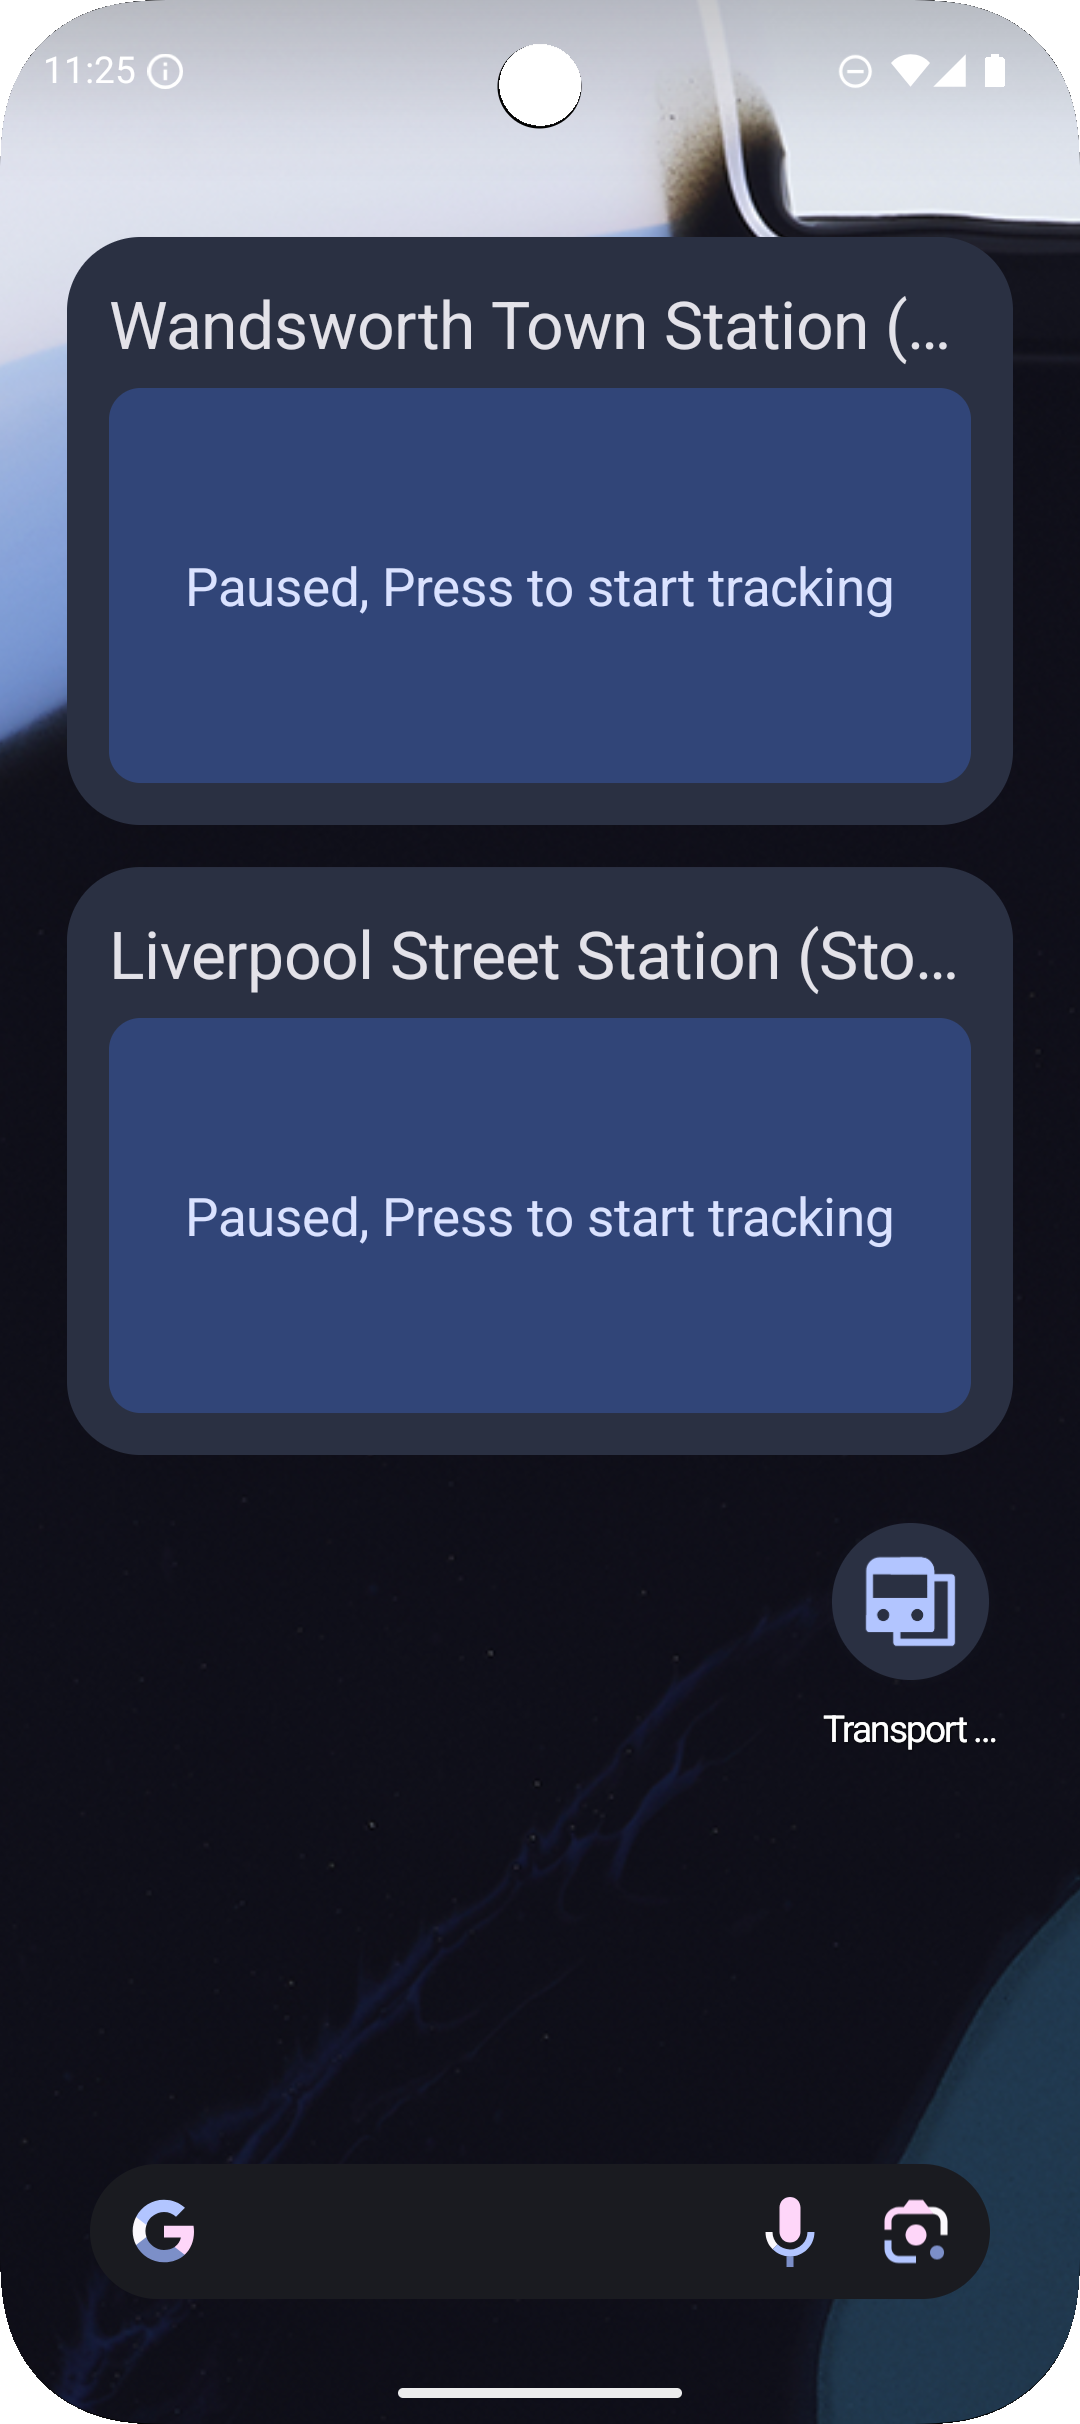 11:25
Wandsworth Town Station (...
Paused, Press to start tracking
Liverpool Street Station (Sto...
Paused, Press to start tracking
Transport ...